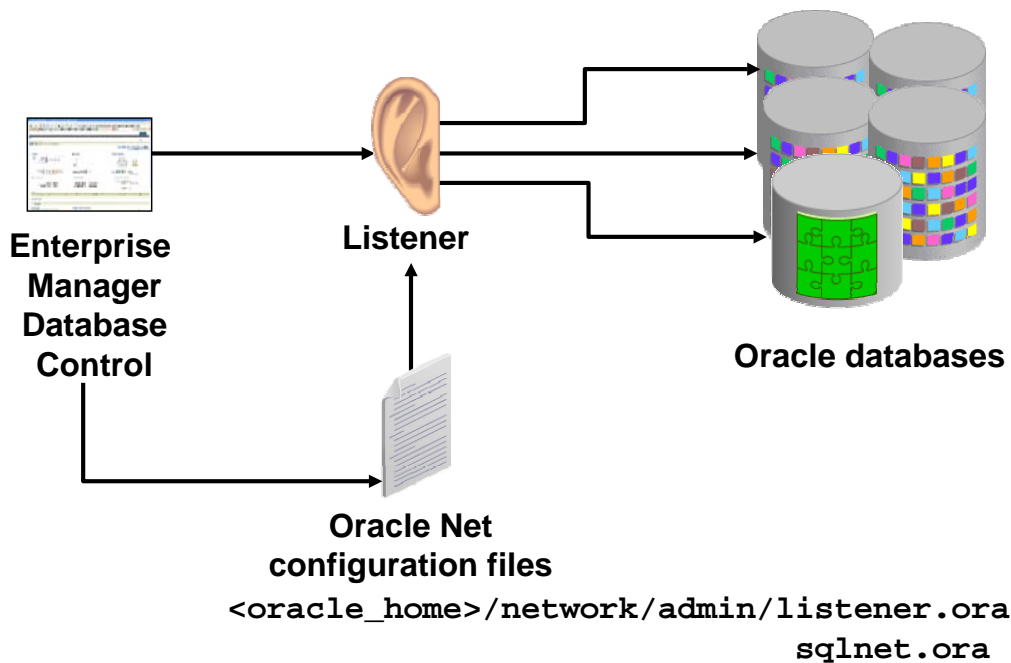 Enterprise
Manager
Database
Control
Listener
Oracle databases
Oracle Net
configuration files
<oracle_home>/network/admin/listener.ora
sqlnet.ora